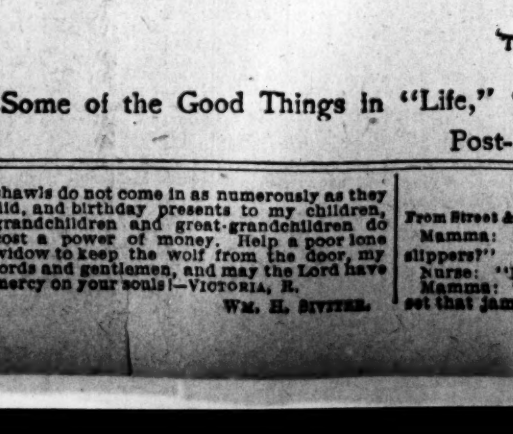 Some of the Good Things in "Life,"
Post-
hawls do not come in as numerously as they
did, and birthday presents to my children,
grandchildren and great-grandchildren do
cost a power of money. Help a poor lone
widow to keep the wolf from the door, my
ords and gentlemen, and may the Lord have
mercy on your souls!—VICTORIA, R.
WM. H. SIVITER.
From Street &
Mamma:
slippers?"
Nurse: "I
Mamma:
set that jam